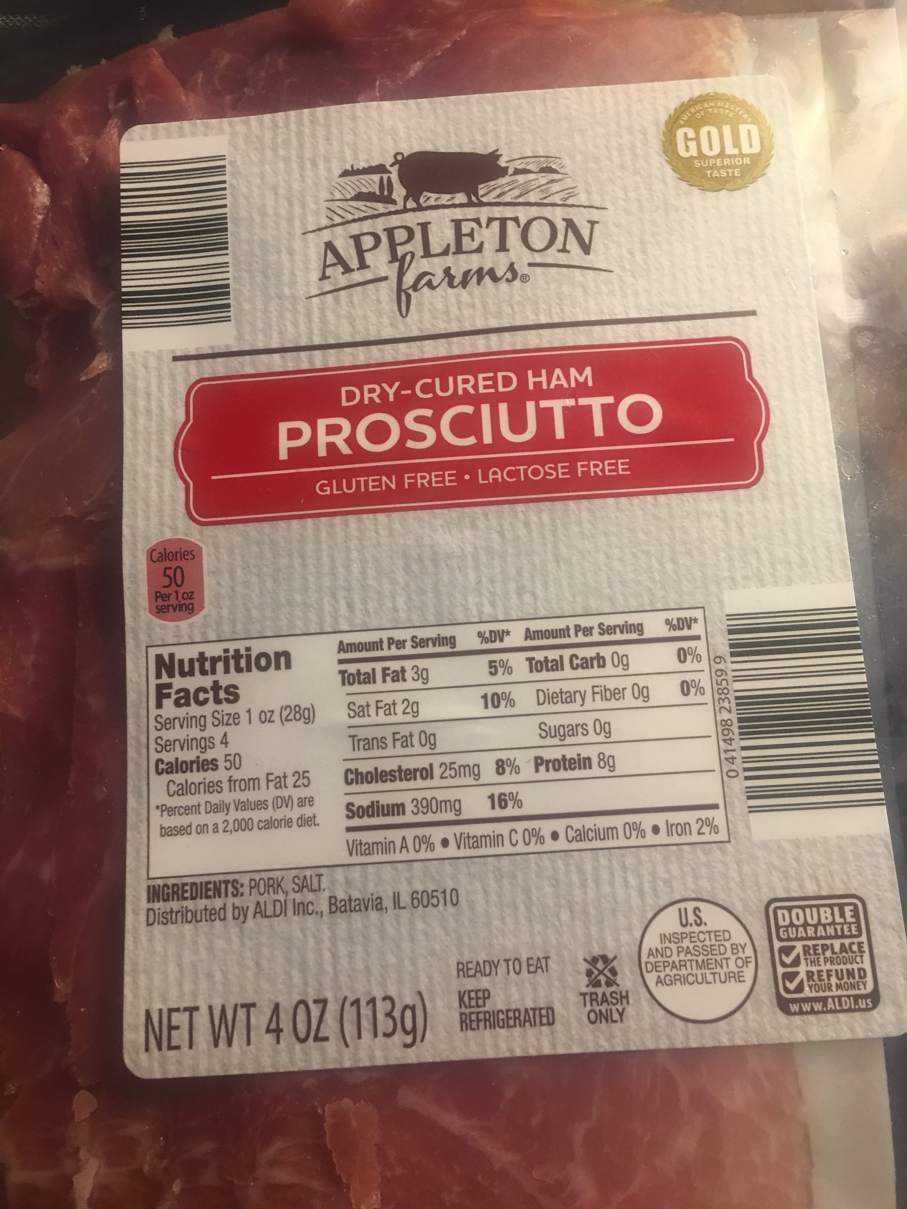 AMERICAN MASTERS
OF TASTE
GOLD
SUPERIOR
TASTE
APPLETON
farms®
DRY-CURED HAM
PROSCIUTTO
GLUTEN FREE • LACTOSE FREE
Calories
50
Per 1 oz
serving
Nutrition
Facts
Serving Size 1 oz (28g)
Servings 4
Calories 50
Calories from Fat 25
*Percent Daily Values (DV) are
based on a 2,000 calorie diet.
Amount Per Serving %DV* Amount Per Serving %DV*
Total Fat 3g 5% Total Carb 0g 0%
Sat Fat 2g 10% Dietary Fiber 0g 0%
Trans Fat 0g Sugars 0g
Cholesterol 25mg 8% Protein 8g
Sodium 390mg 16%
Vitamin A 0% • Vitamin C 0% • Calcium 0% • Iron 2%
0 41498 23859 9
INGREDIENTS: PORK, SALT.
Distributed by ALDI Inc., Batavia, IL 60510
NET WT 4 OZ (113g)
READY TO EAT
KEEP
REFRIGERATED
TRASH
ONLY
U.S.
INSPECTED
AND PASSED BY
DEPARTMENT OF
AGRICULTURE
DOUBLE
GUARANTEE
REPLACE
THE PRODUCT
REFUND
YOUR MONEY
www.ALDI.us